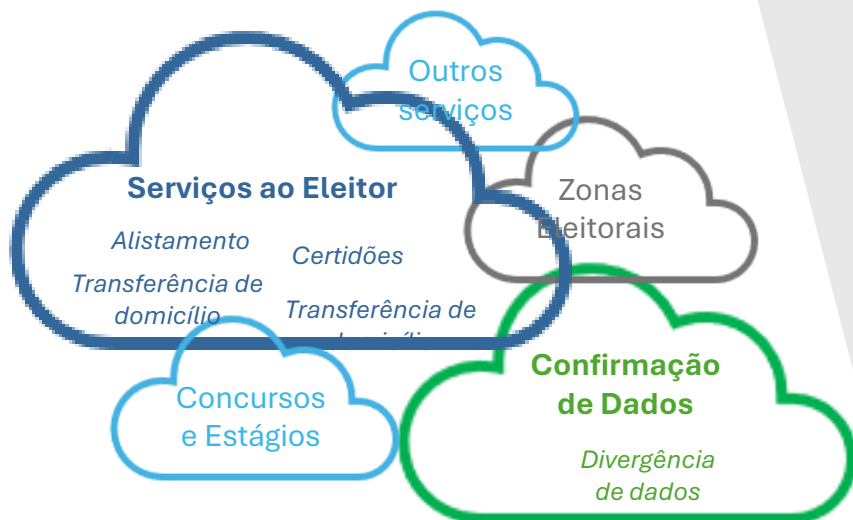 Outros
serviços
Serviços ao Eleitor
Zonas
Eleitorais
Alistamento
Certidões
Transferência de
domicílio
Transferência de
Confirmação
de Dados
Concursos
e Estágios
Divergência
de dados